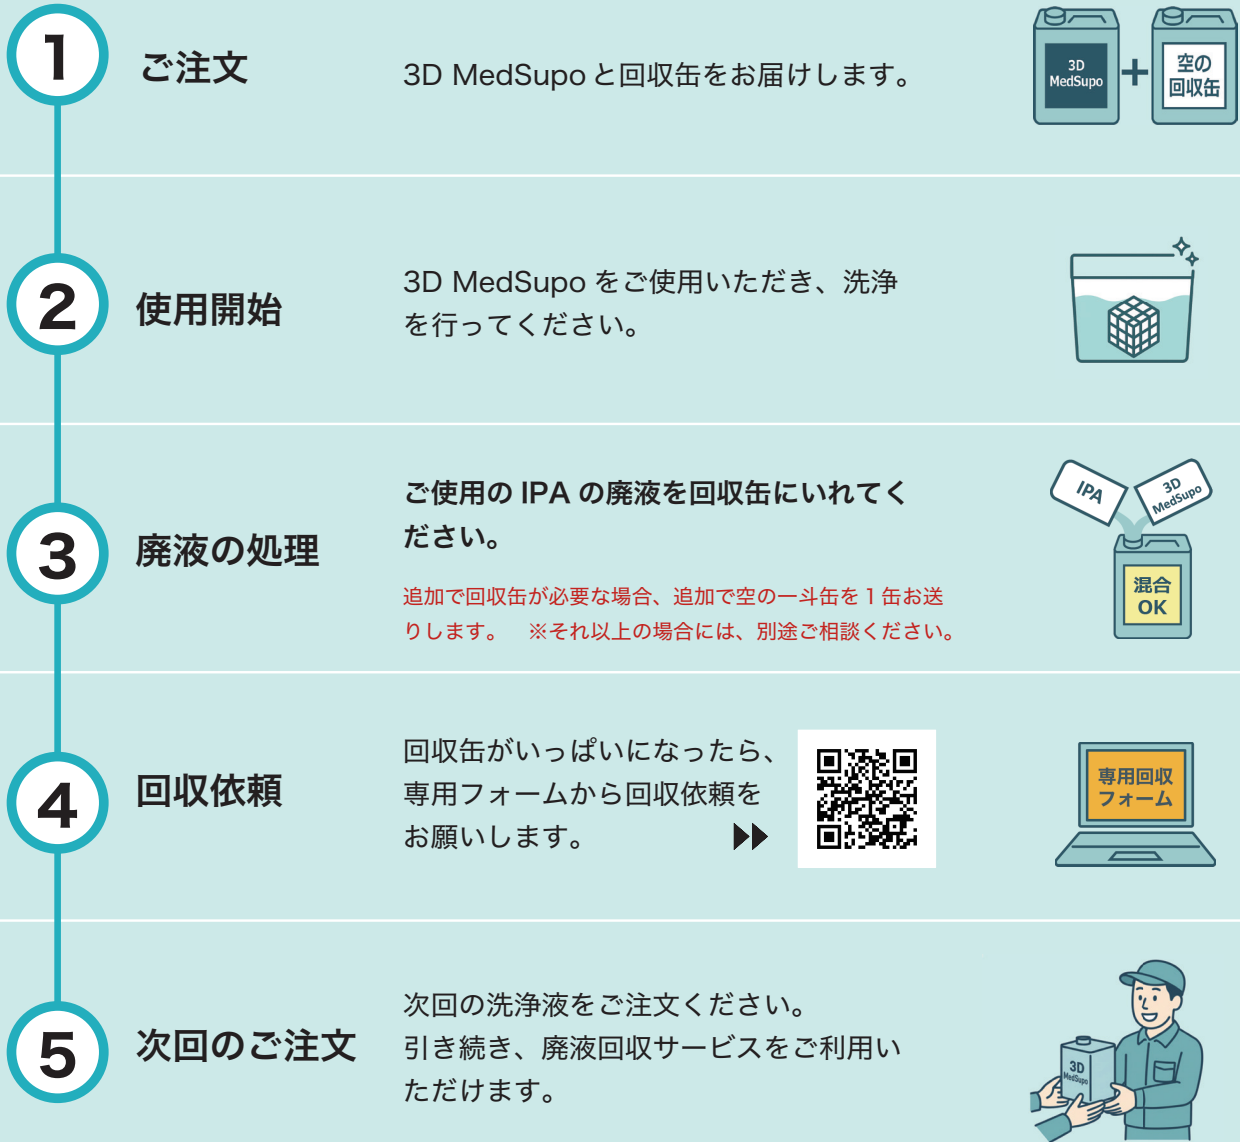 1
ご注文
3D MedSupoと回収缶をお届けします。
3D
MedSupo
+
空の
回収缶
2
使用開始
3D MedSupo をご使用いただき、洗浄
を行ってください。
3
廃液の処理
ご使用の IPA の廃液を回収缶にいれてく
ださい。
追加で回収缶が必要な場合、追加で空の一斗缶を1缶お送
りします。　※それ以上の場合には、別途ご相談ください。
IPA
3D
MedSupo
混合
OK
4
回収依頼
回収缶がいっぱいになったら、
専用フォームから回収依頼を
お願いします。
専用回収
フォーム
5
次回のご注文
次回の洗浄液をご注文ください。
引き続き、廃液回収サービスをご利用い
ただけます。
3D
MedSupo